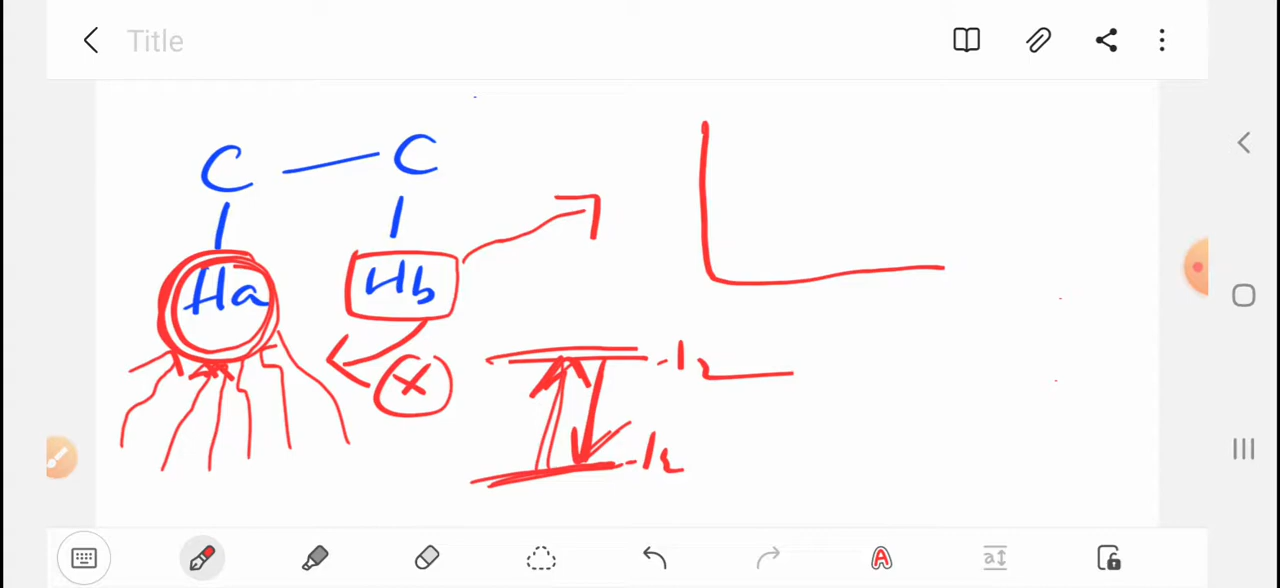 Title
C — C
Ha Hb
x
-1/2
-1/2
A
a